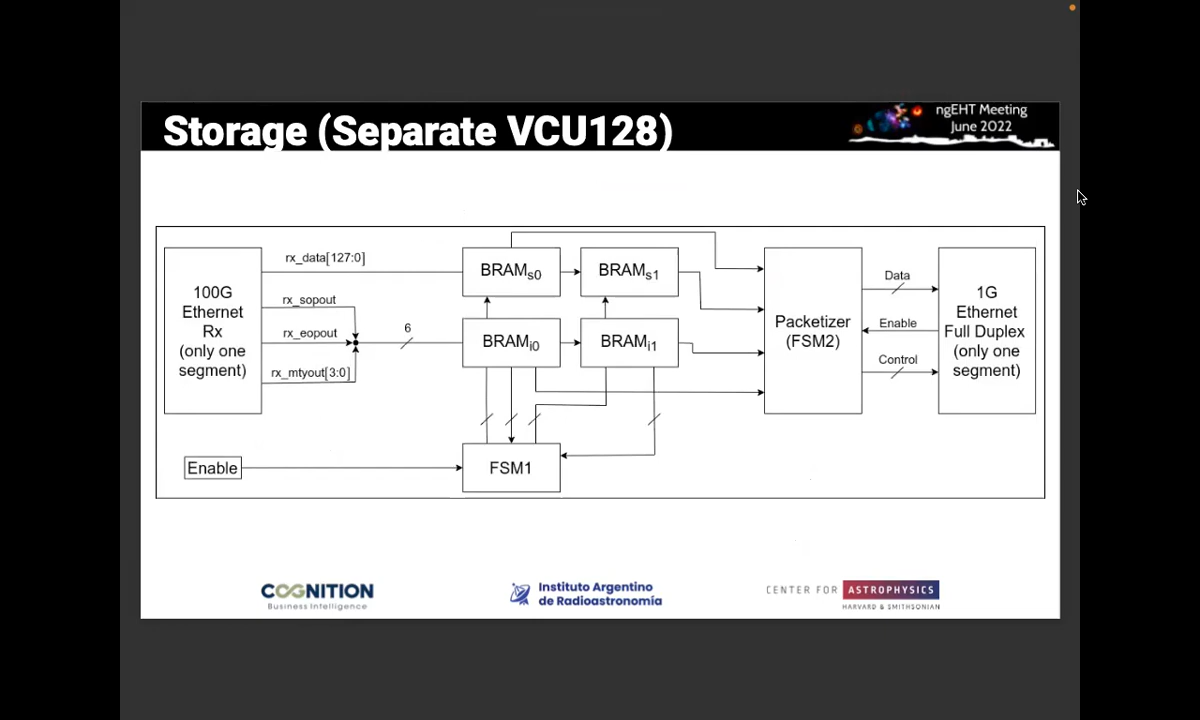 Storage (Separate VCU128)
ngEHT Meeting
June 2022
100G
Ethernet
Rx
(only one
segment)
rx_data[127:0]
rx_sopout
rx_eopout
rx_mtyout[3:0]
6
BRAMs0
BRAMs1
BRAMi0
BRAMi1
Packetizer
(FSM2)
Data
Enable
Control
1G
Ethernet
Full Duplex
(only one
segment)
Enable
FSM1
COGNITION
Business Intelligence
Instituto Argentino
de Radioastronomía
CENTER FOR ASTROPHYSICS
HARVARD & SMITHSONIAN